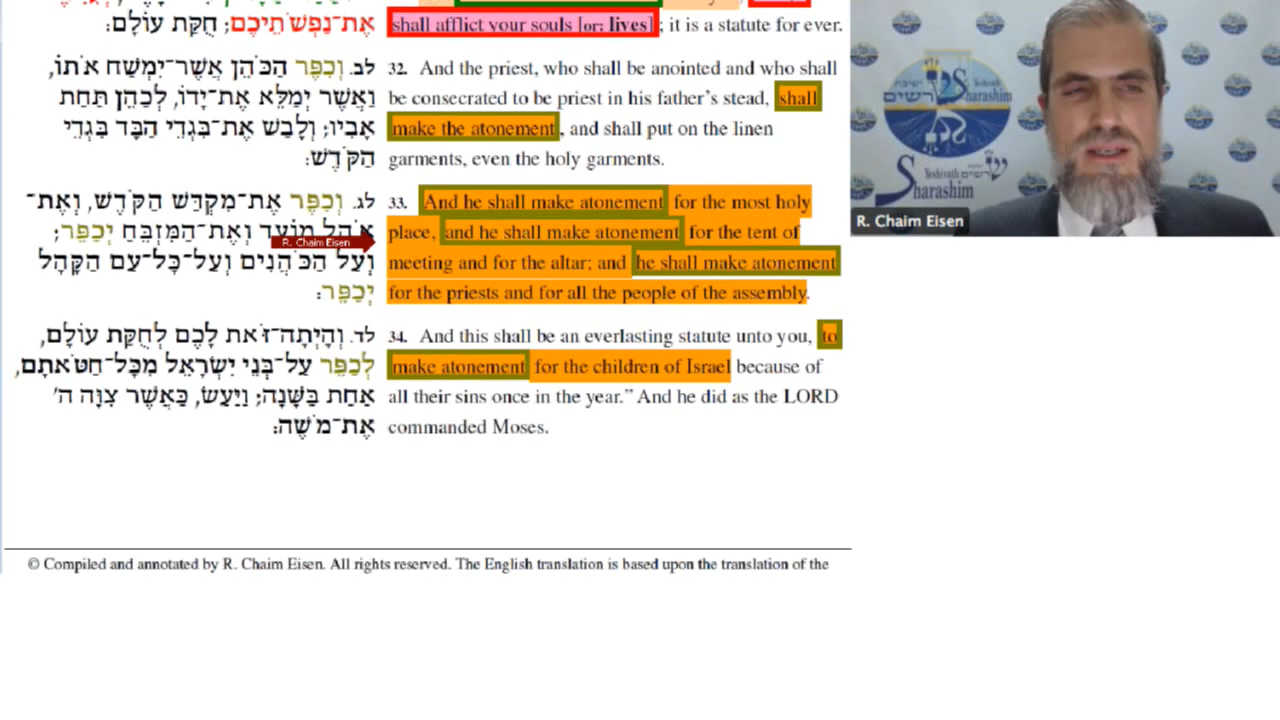 shall afflict your souls [or: lives]; it is a statute for ever.
32. And the priest, who shall be anointed and who shall
be consecrated to be priest in his father's stead, shall
make the atonement, and shall put on the linen
garments, even the holy garments.
33. And he shall make atonement for the most holy
place, and he shall make atonement for the tent of
meeting and for the altar; and he shall make atonement
for the priests and for all the people of the assembly.
34. And this shall be an everlasting statute unto you, to
make atonement for the children of Israel because of
all their sins once in the year." And he did as the LORD
commanded Moses.
אֶת־נַפְשֹׁתֵיכֶם; חֻקַּת עוֹלָם:
לב. וְכִפֶּר הַכֹּהֵן אֲשֶׁר־יִמְשַׁח אֹתוֹ,
וַאֲשֶׁר יְמַלֵּא אֶת־יָדוֹ, לְכַהֵן תַּחַת
אָבִיו; וְלָבַשׁ אֶת־בִּגְדֵי הַבָּד בִּגְדֵי
הַקֹּדֶשׁ:
לג. וְכִפֶּר אֶת־מִקְדַּשׁ הַקֹּדֶשׁ, וְאֶת־
אֹהֶל מוֹעֵד וְאֶת־הַמִּזְבֵּחַ יְכַפֵּר;
וְעַל הַכֹּהֲנִים וְעַל־כָּל־עַם הַקָּהָל
יְכַפֵּר:
לד. וְהָיְתָה־זֹּאת לָכֶם לְחֻקַּת עוֹלָם,
לְכַפֵּר עַל־בְּנֵי יִשְׂרָאֵל מִכָּל־חַטֹּאתָם,
אַחַת בַּשָּׁנָה; וַיַּעַשׂ, כַּאֲשֶׁר צִוָּה ה'
אֶת־מֹשֶׁה:
R. Chaim Eisen
© Compiled and annotated by R. Chaim Eisen. All rights reserved. The English translation is based upon the translation of the
ישיבת
שרשים
Sharashim
Yeshivath
Sharashim
R. Chaim Eisen